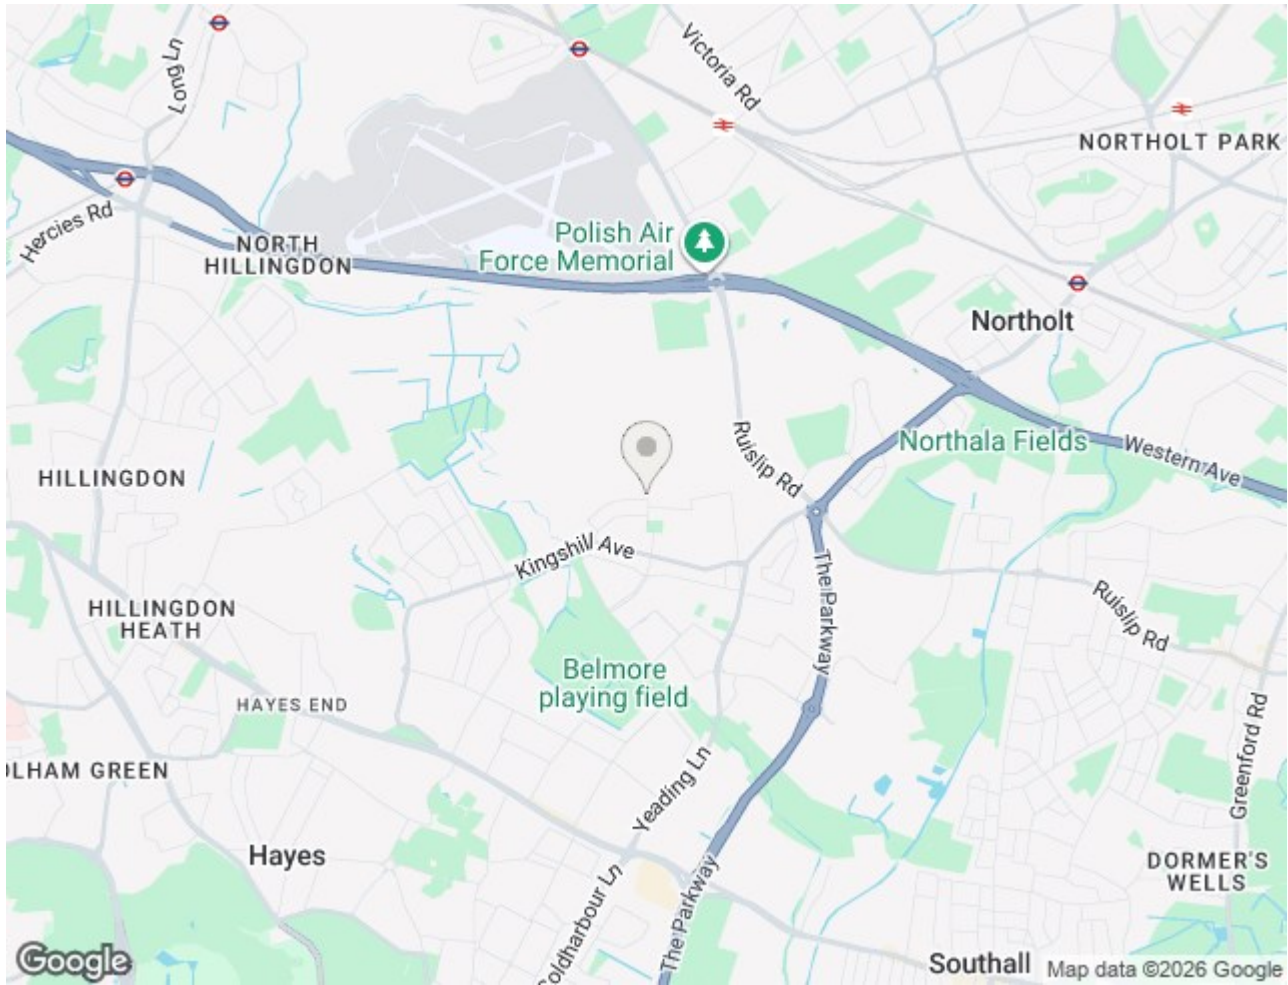 Long Ln
Victoria Rd
NORTHOLT PARK
Hercies Rd
NORTH
HILLINGDON
Polish Air
Force Memorial
Northolt
Ruislip Rd
Northala Fields
Western Ave
HILLINGDON
Kingshill Ave
The Parkway
Ruislip Rd
HILLINGDON
HEATH
Belmore
playing field
HAYES END
Greenford Rd
OLHAM GREEN
Yeading Ln
Hayes
DORMER'S
WELLS
Coldharbour Ln
The Parkway
Southall
Google
Map data ©2026 Google